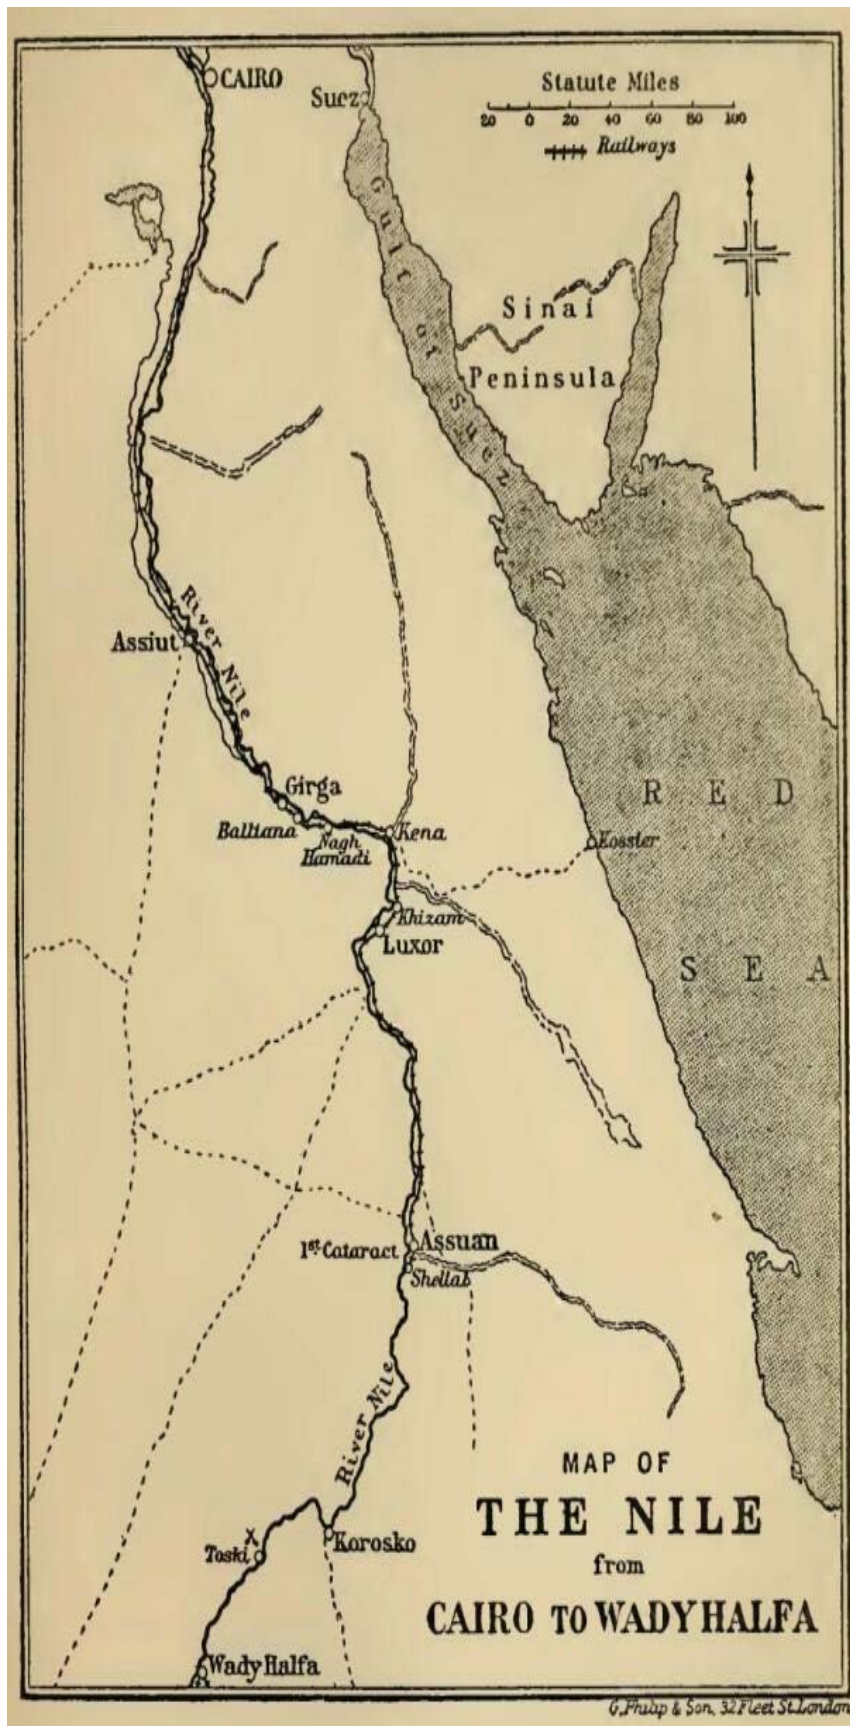 CAIRO
Suez
Statute Miles
20 0 20 40 60 80 100
Railways
Gulf of Suez
Sinai
Peninsula
River Nile
Assiut
Girga
Balliana
Nagh
Hamadi
Kena
Kosseir
RED
Khizam
Luxor
SEA
1st. Cataract
Assuan
Shellal
River Nile
MAP OF
THE NILE
from
CAIRO TO WADY HALFA
X
Toski
Korosko
Wady Halfa
G. Philip & Son, 32 Fleet St. London